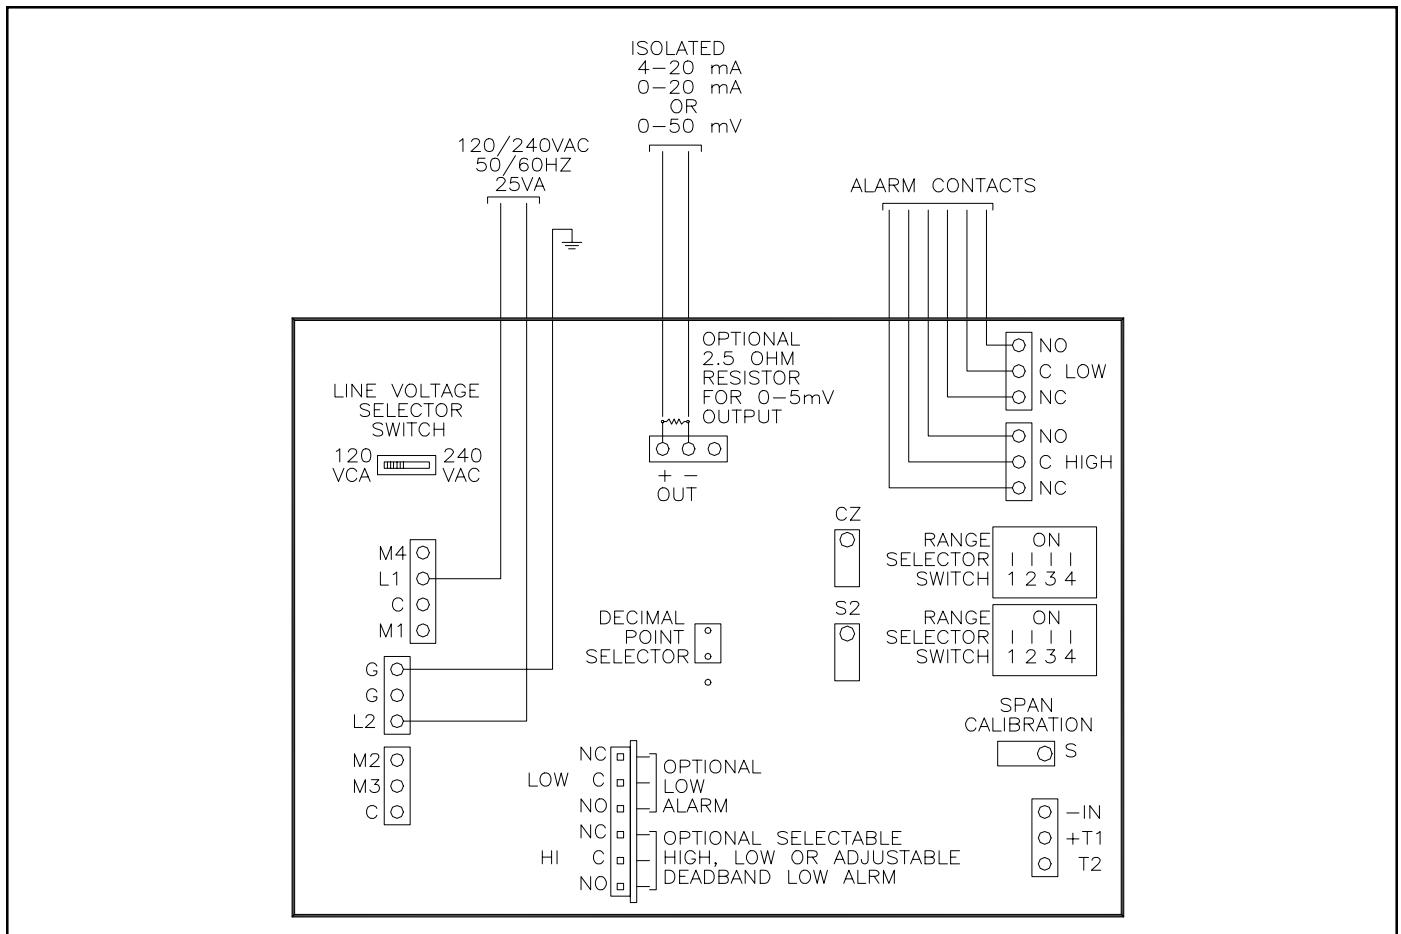 ISOLATED
4-20 mA
0-20 mA
OR
0-50 mV
120/240VAC
50/60HZ
25VA
ALARM CONTACTS
OPTIONAL
2.5 OHM
RESISTOR
FOR 0-5mV
OUTPUT
NO
C LOW
NC
NO
C HIGH
NC
LINE VOLTAGE
SELECTOR
SWITCH
120
VCA
240
VAC
+ -
OUT
CZ
RANGE
SELECTOR
SWITCH
ON
1 2 3 4
M4
L1
C
M1
S2
RANGE
SELECTOR
SWITCH
ON
1 2 3 4
DECIMAL
POINT
SELECTOR
G
G
L2
SPAN
CALIBRATION
S
M2
M3
C
LOW
NC
C
NO
OPTIONAL
LOW
ALARM
HI
NC
C
NO
OPTIONAL SELECTABLE
HIGH, LOW OR ADJUSTABLE
DEADBAND LOW ALRM
-IN
+T1
T2